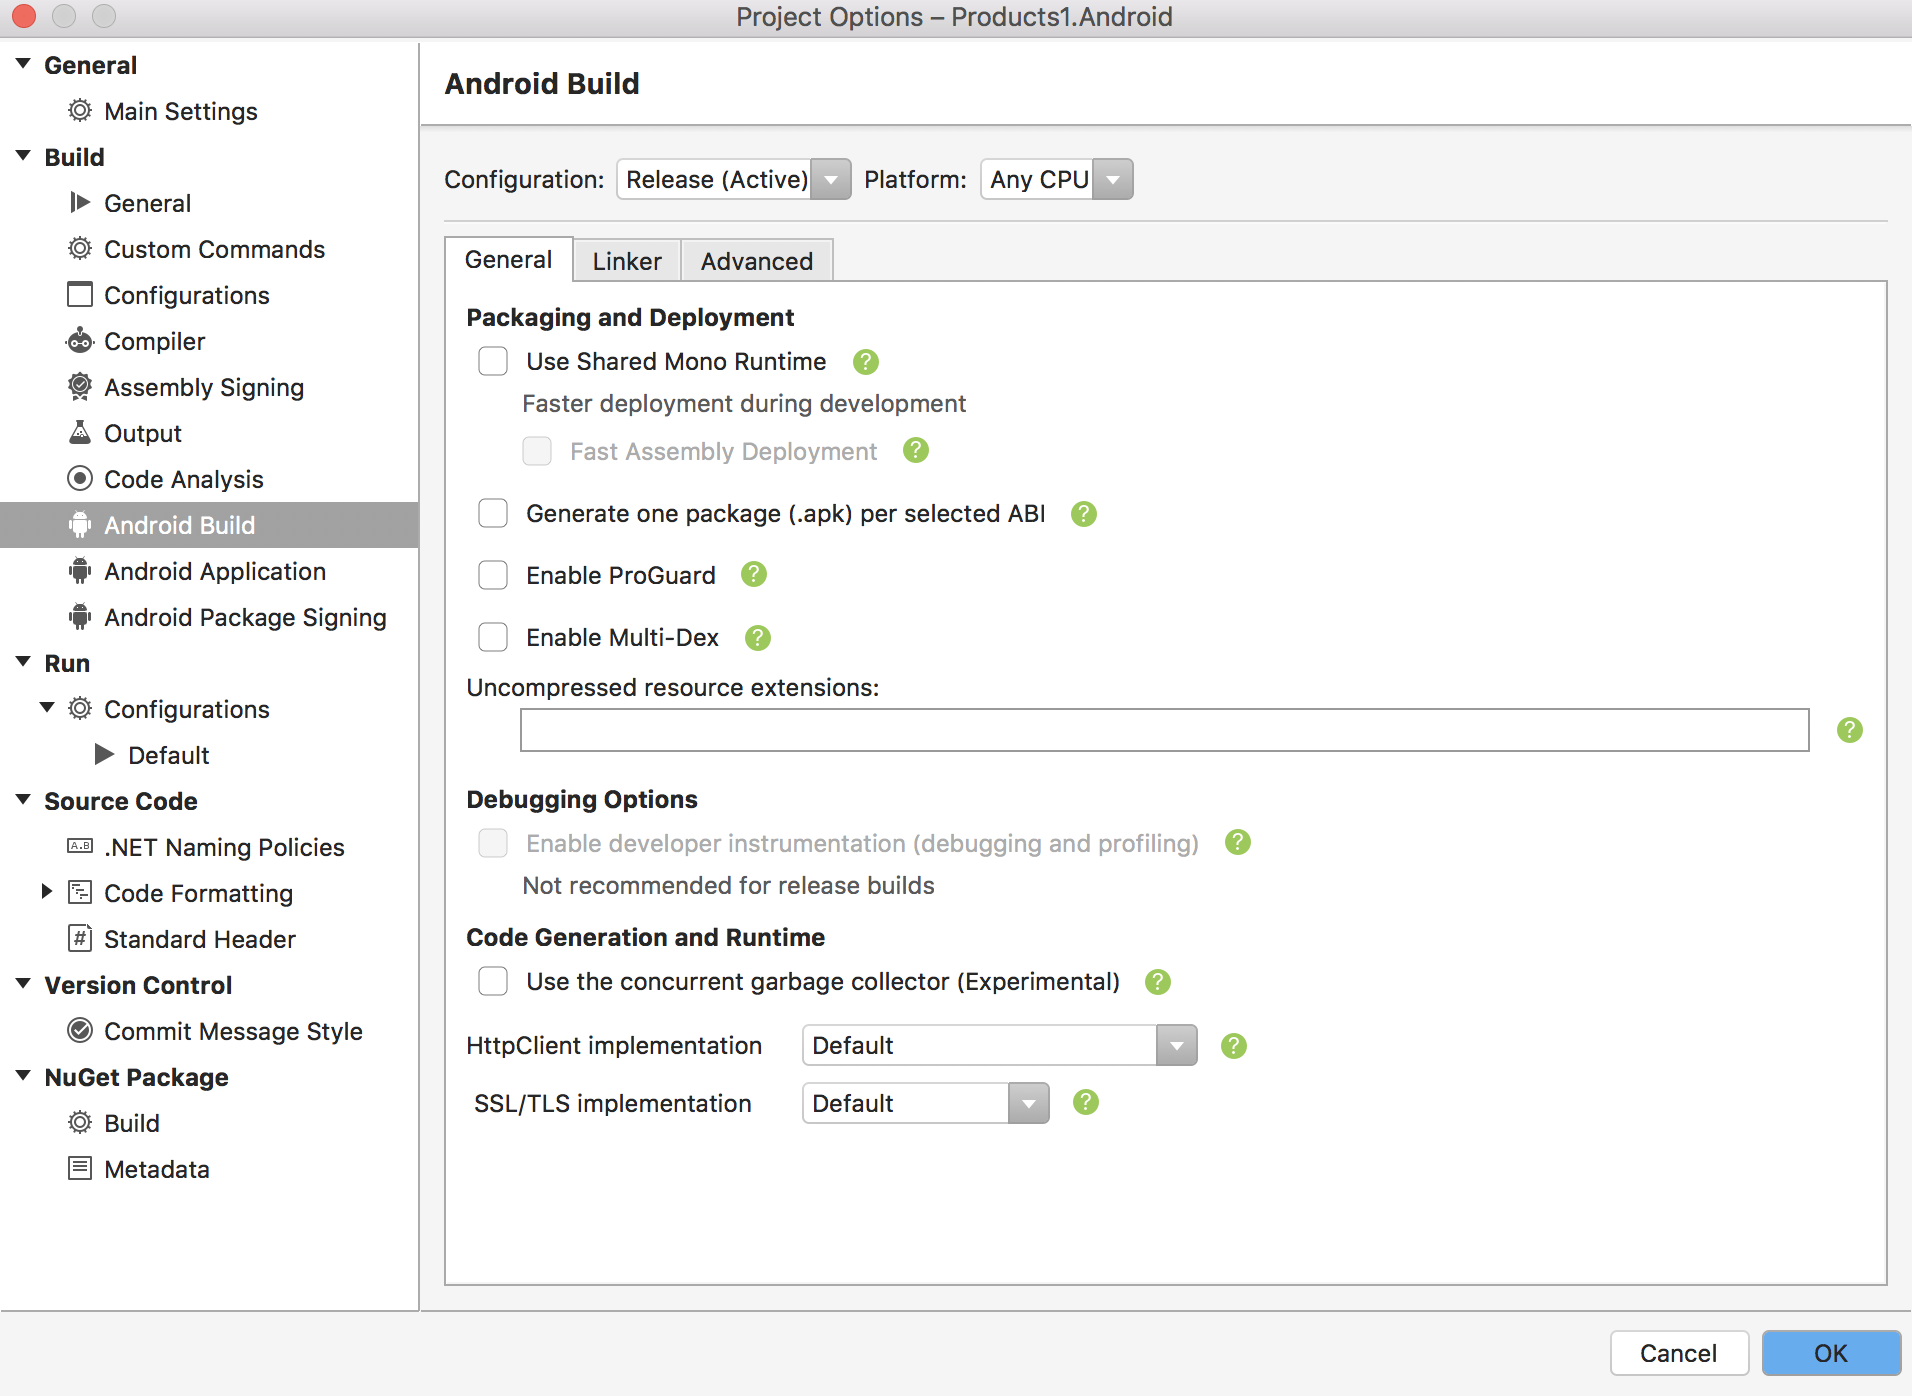 Project Options – Products1.Android
General
Main Settings
Build
General
Custom Commands
Configurations
Compiler
Assembly Signing
Output
Code Analysis
Android Build
Android Application
Android Package Signing
Run
Configurations
Default
Source Code
A.B .NET Naming Policies
Code Formatting
# Standard Header
Version Control
Commit Message Style
NuGet Package
Build
Metadata
Android Build
Configuration: Release (Active) Platform: Any CPU
General Linker Advanced
Packaging and Deployment
Use Shared Mono Runtime ?
Faster deployment during development
Fast Assembly Deployment ?
Generate one package (.apk) per selected ABI ?
Enable ProGuard ?
Enable Multi-Dex ?
Uncompressed resource extensions:
?
Debugging Options
Enable developer instrumentation (debugging and profiling) ?
Not recommended for release builds
Code Generation and Runtime
Use the concurrent garbage collector (Experimental) ?
HttpClient implementation Default ?
SSL/TLS implementation Default ?
Cancel OK